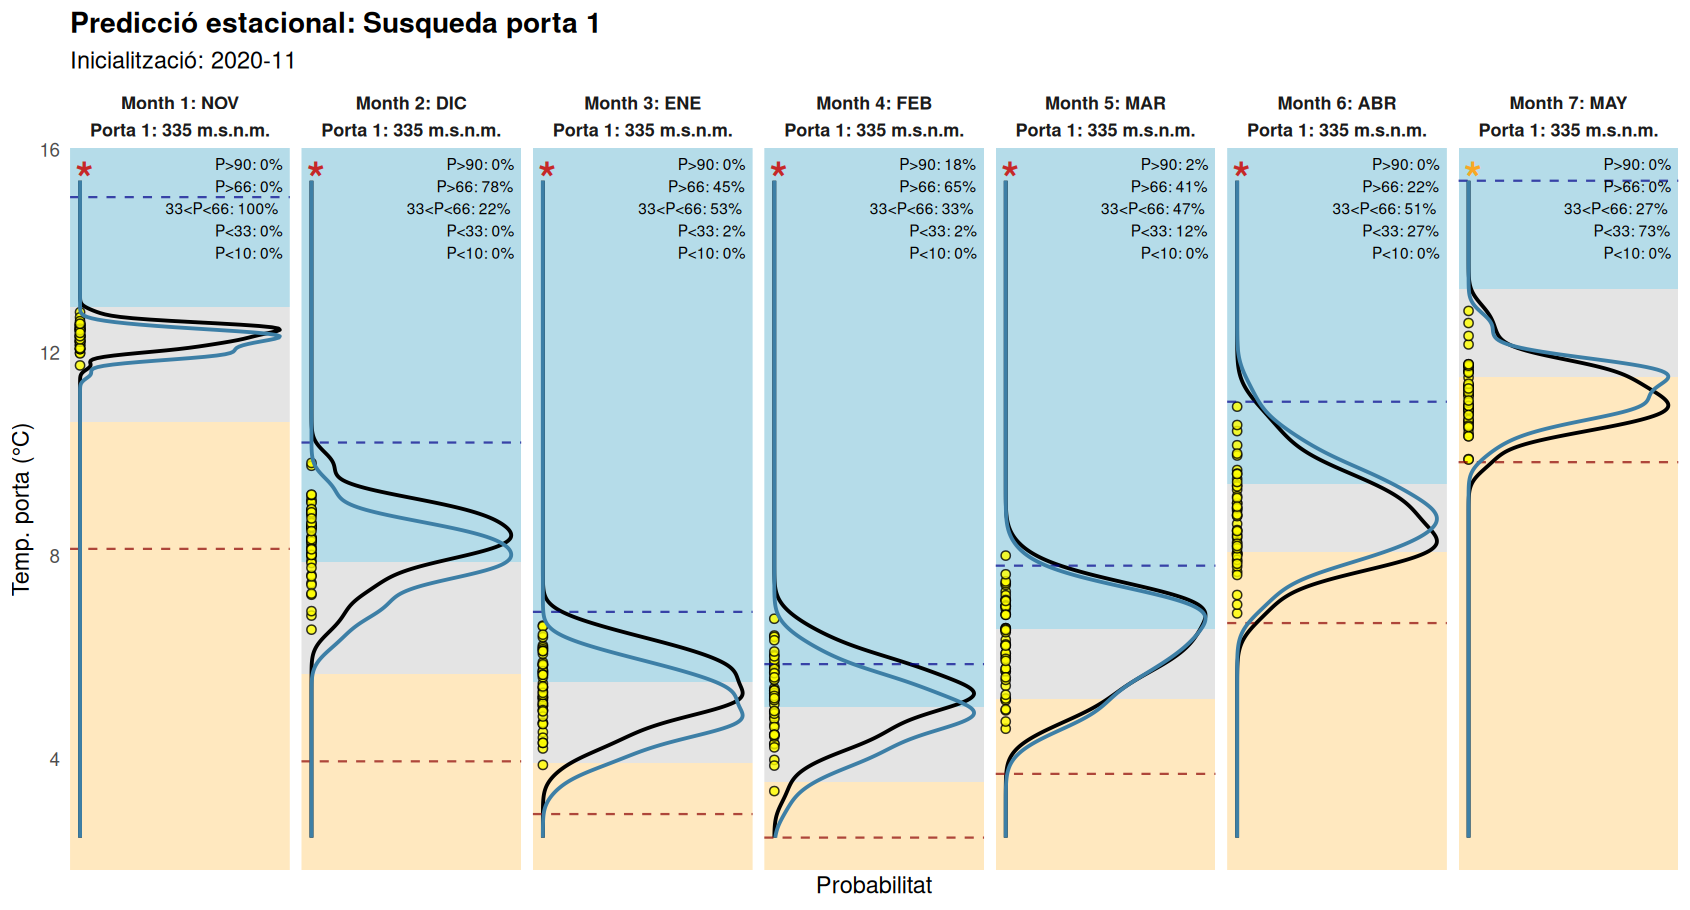 Predicció estacional: Susqueda porta 1
Inicialització: 2020-11
Month 1: NOV
Porta 1: 335 m.s.n.m.
Month 2: DIC
Porta 1: 335 m.s.n.m.
Month 3: ENE
Porta 1: 335 m.s.n.m.
Month 4: FEB
Porta 1: 335 m.s.n.m.
Month 5: MAR
Porta 1: 335 m.s.n.m.
Month 6: ABR
Porta 1: 335 m.s.n.m.
Month 7: MAY
Porta 1: 335 m.s.n.m.
Temp. porta (°C)
16
12
8
4
P>90: 0%
P>66: 0%
33<P<66: 100%
P<33: 0%
P<10: 0%
P>90: 0%
P>66: 78%
33<P<66: 22%
P<33: 0%
P<10: 0%
P>90: 0%
P>66: 45%
33<P<66: 53%
P<33: 2%
P<10: 0%
P>90: 18%
P>66: 65%
33<P<66: 33%
P<33: 2%
P<10: 0%
P>90: 2%
P>66: 41%
33<P<66: 47%
P<33: 12%
P<10: 0%
P>90: 0%
P>66: 22%
33<P<66: 51%
P<33: 27%
P<10: 0%
P>90: 0%
P>66: 0%
33<P<66: 27%
P<33: 73%
P<10: 0%
Probabilitat